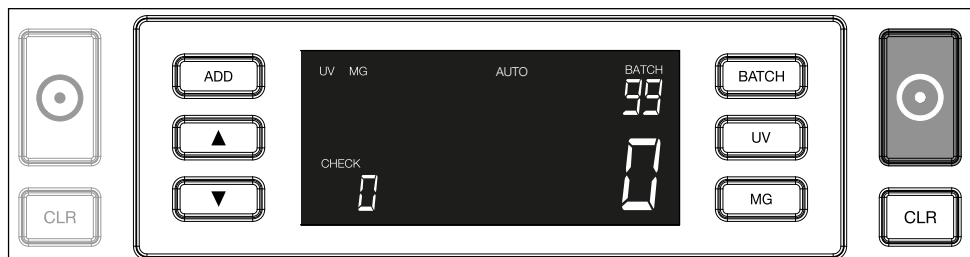 ADD
▲
▼
CLR
UV MG AUTO BATCH
99
CHECK
0
0
BATCH
UV
MG
CLR